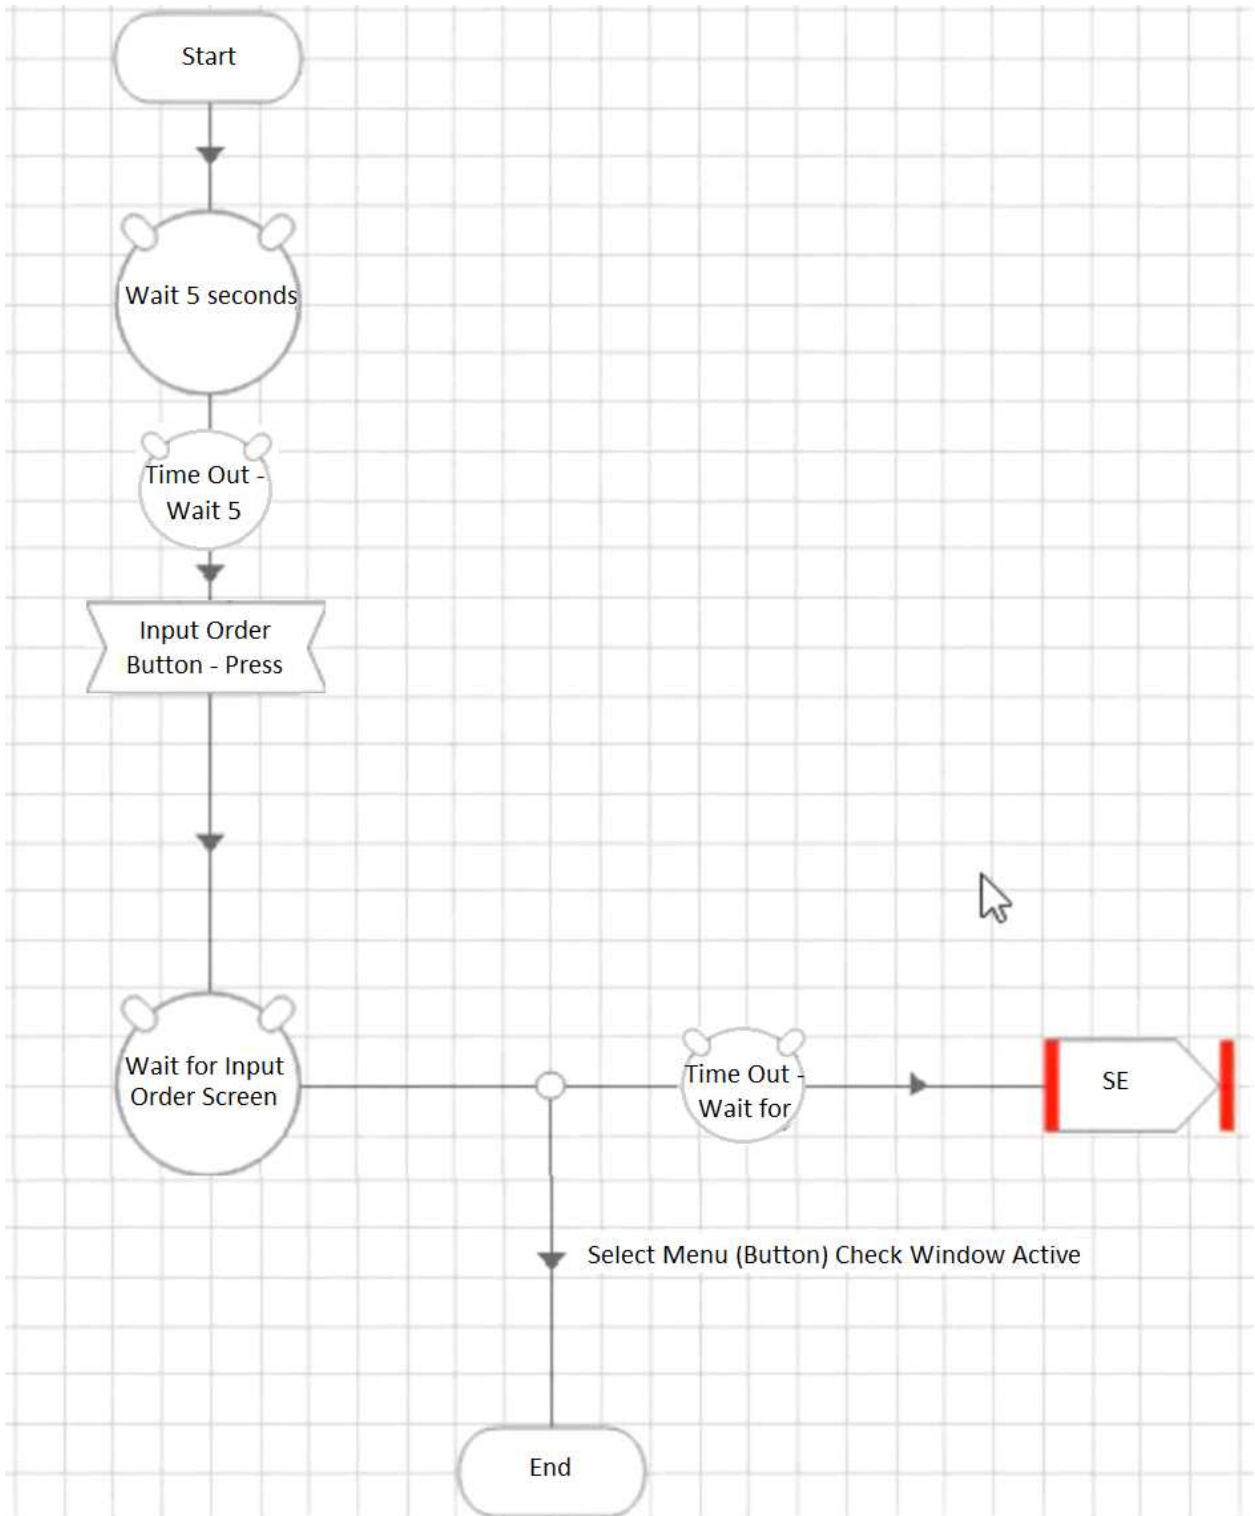 Start
Wait 5 seconds
Time Out -
Wait 5
Input Order
Button - Press
Wait for Input
Order Screen
Time Out -
Wait for
SE
Select Menu (Button) Check Window Active
End